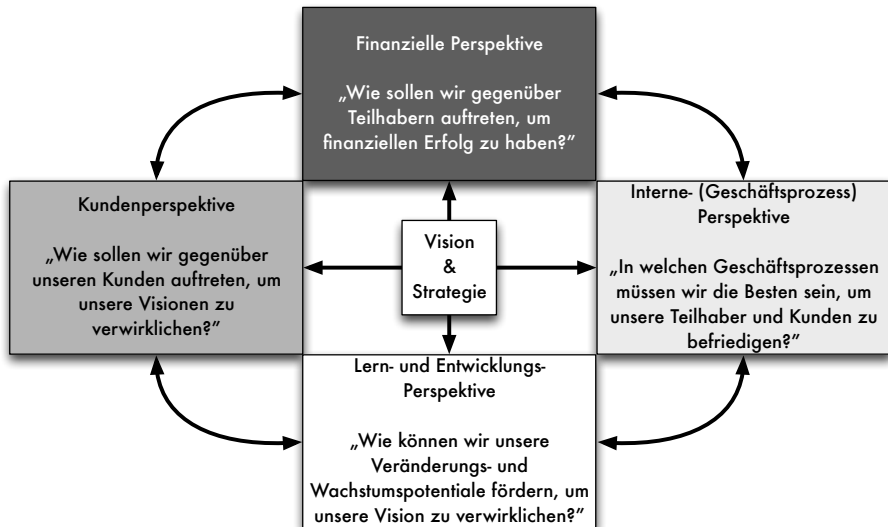 Finanzielle Perspektive
„Wie sollen wir gegenüber
Teilhabern auftreten, um
finanziellen Erfolg zu haben?”
Kundenperspektive
„Wie sollen wir gegenüber
unseren Kunden auftreten, um
unsere Visionen zu
verwirklichen?”
Vision
&
Strategie
Interne- (Geschäftsprozess)
Perspektive
„In welchen Geschäftsprozessen
müssen wir die Besten sein, um
unsere Teilhaber und Kunden zu
befriedigen?”
Lern- und Entwicklungs-
Perspektive
„Wie können wir unsere
Veränderungs- und
Wachstumspotentiale fördern, um
unsere Vision zu verwirklichen?”